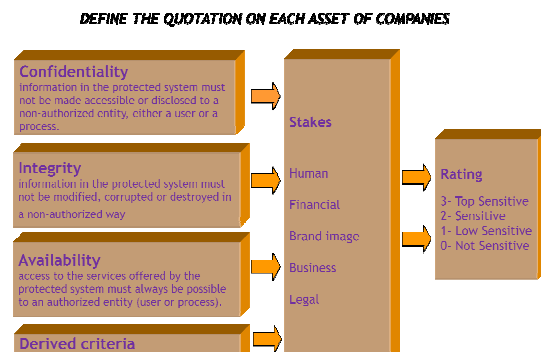 DEFINE THE QUOTATION ON EACH ASSET OF COMPANIES
Confidentiality
information in the protected system must
not be made accessible or disclosed to a
non-authorized entity, either a user or a
process.
Integrity
information in the protected system must
not be modified, corrupted or destroyed in
a non-authorized way
Availability
access to the services offered by the
protected system must always be possible
to an authorized entity (user or process).
Derived criteria
Stakes
Human
Financial
Brand image
Business
Legal
Rating
3- Top Sensitive
2- Sensitive
1- Low Sensitive
0- Not Sensitive